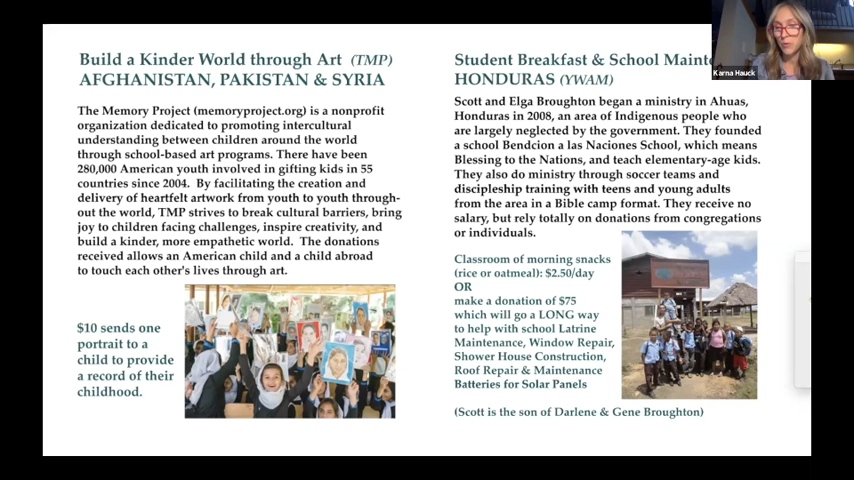 Build a Kinder World through Art (TMP)
AFGHANISTAN, PAKISTAN & SYRIA
The Memory Project (memoryproject.org) is a nonprofit
organization dedicated to promoting intercultural
understanding between children around the world
through school-based art programs. There have been
280,000 American youth involved in gifting kids in 55
countries since 2004. By facilitating the creation and
delivery of heartfelt artwork from youth to youth through-
out the world, TMP strives to break cultural barriers, bring
joy to children facing challenges, inspire creativity, and
build a kinder, more empathetic world. The donations
received allows an American child and a child abroad
to touch each other's lives through art.
$10 sends one
portrait to a
child to provide
a record of their
childhood.
Student Breakfast & School Mainte
HONDURAS (YWAM)
Scott and Elga Broughton began a ministry in Ahuas,
Honduras in 2008, an area of Indigenous people who
are largely neglected by the government. They founded
a school Bendcion a las Naciones School, which means
Blessing to the Nations, and teach elementary-age kids.
They also do ministry through soccer teams and
discipleship training with teens and young adults
from the area in a Bible camp format. They receive no
salary, but rely totally on donations from congregations
or individuals.
Classroom of morning snacks
(rice or oatmeal): $2.50/day
OR
make a donation of $75
which will go a LONG way
to help with school Latrine
Maintenance, Window Repair,
Shower House Construction,
Roof Repair & Maintenance
Batteries for Solar Panels
(Scott is the son of Darlene & Gene Broughton)
Karna Hauck